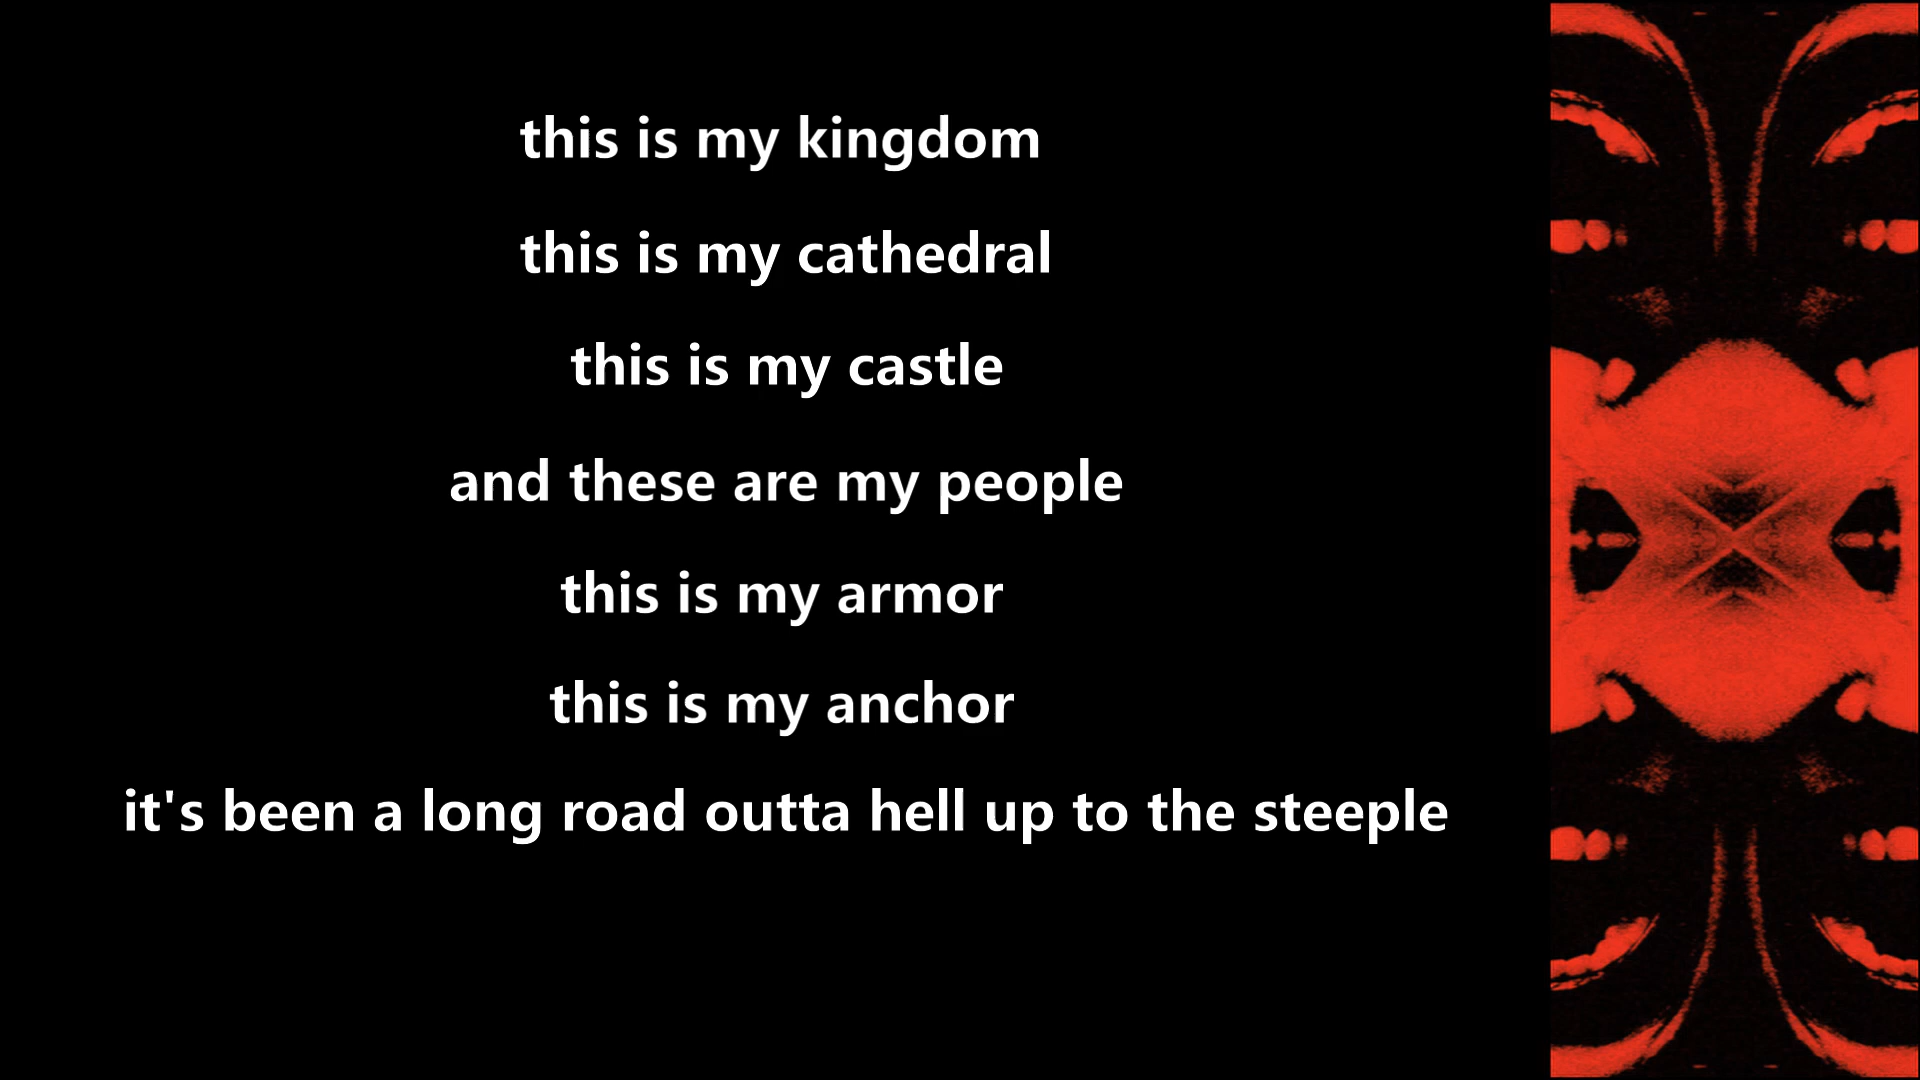 this is my kingdom
this is my cathedral
this is my castle
and these are my people
this is my armor
this is my anchor
it's been a long road outta hell up to the steeple